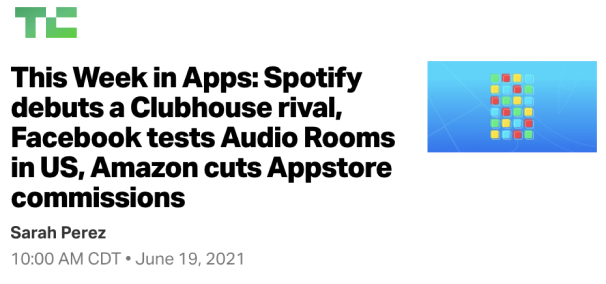 TC
This Week in Apps: Spotify
debuts a Clubhouse rival,
Facebook tests Audio Rooms
in US, Amazon cuts Appstore
commissions
Sarah Perez
10:00 AM CDT • June 19, 2021